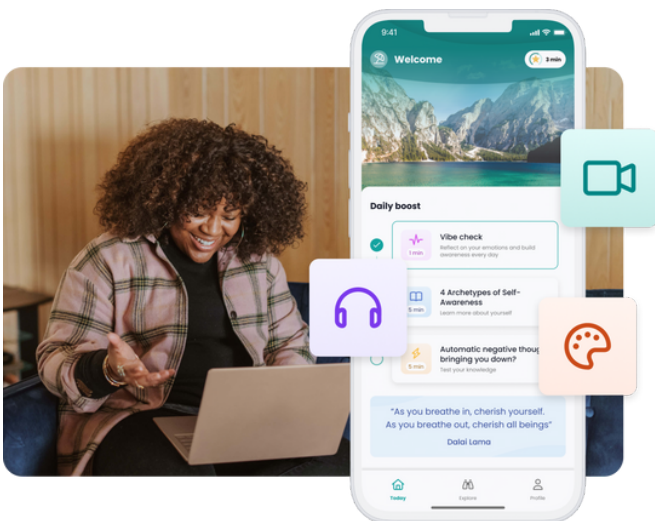 9:41
Welcome
3 min
Daily boost
Vibe check
Reflect on your emotions and build
awareness every day
1 min
4 Archetypes of Self-
Awareness
Learn more about yourself
5 min
Automatic negative thoug
bringing you down?
Test your knowledge
5 min
“As you breathe in, cherish yourself.
As you breathe out, cherish all beings”
Dalai Lama
Today
Explore
Profile